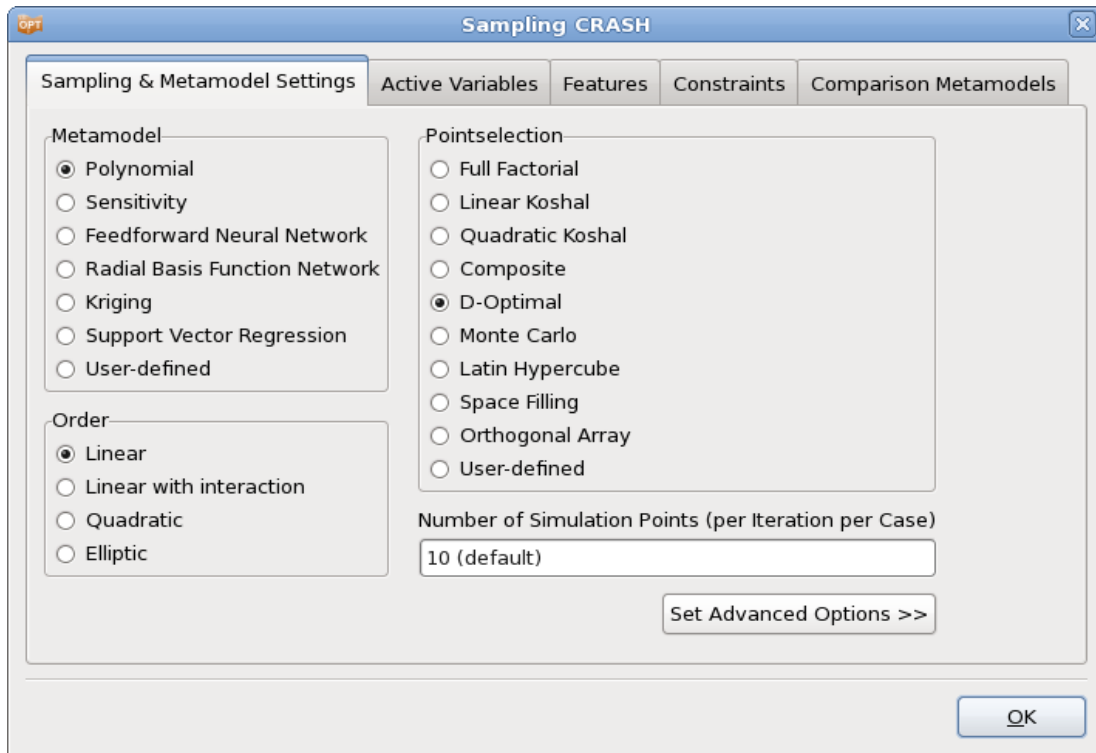 OPT
Sampling CRASH
Sampling & Metamodel Settings
Active Variables
Features
Constraints
Comparison Metamodels
Metamodel
Polynomial
Sensitivity
Feedforward Neural Network
Radial Basis Function Network
Kriging
Support Vector Regression
User-defined
Order
Linear
Linear with interaction
Quadratic
Elliptic
Pointselection
Full Factorial
Linear Koshal
Quadratic Koshal
Composite
D-Optimal
Monte Carlo
Latin Hypercube
Space Filling
Orthogonal Array
User-defined
Number of Simulation Points (per Iteration per Case)
10 (default)
Set Advanced Options >>
OK